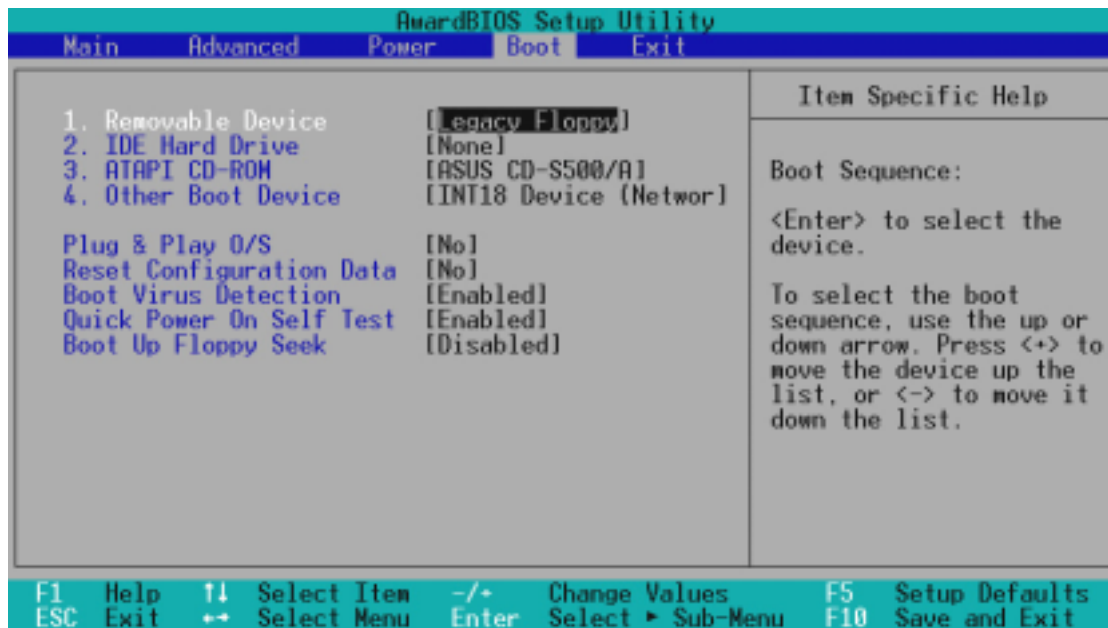 AwardBIOS Setup Utility
Main Advanced Power Boot Exit
1. Removable Device [Legacy Floppy]
2. IDE Hard Drive [None]
3. ATAPI CD-ROM [ASUS CD-S500/A]
4. Other Boot Device [INT18 Device (Networ]
Plug & Play O/S [No]
Reset Configuration Data [No]
Boot Virus Detection [Enabled]
Quick Power On Self Test [Enabled]
Boot Up Floppy Seek [Disabled]
Item Specific Help
Boot Sequence:
<Enter> to select the
device.
To select the boot
sequence, use the up or
down arrow. Press <+> to
move the device up the
list, or <-> to move it
down the list.
F1 Help ↑↓ Select Item -/+ Change Values F5 Setup Defaults
ESC Exit ←→ Select Menu Enter Select ► Sub-Menu F10 Save and Exit